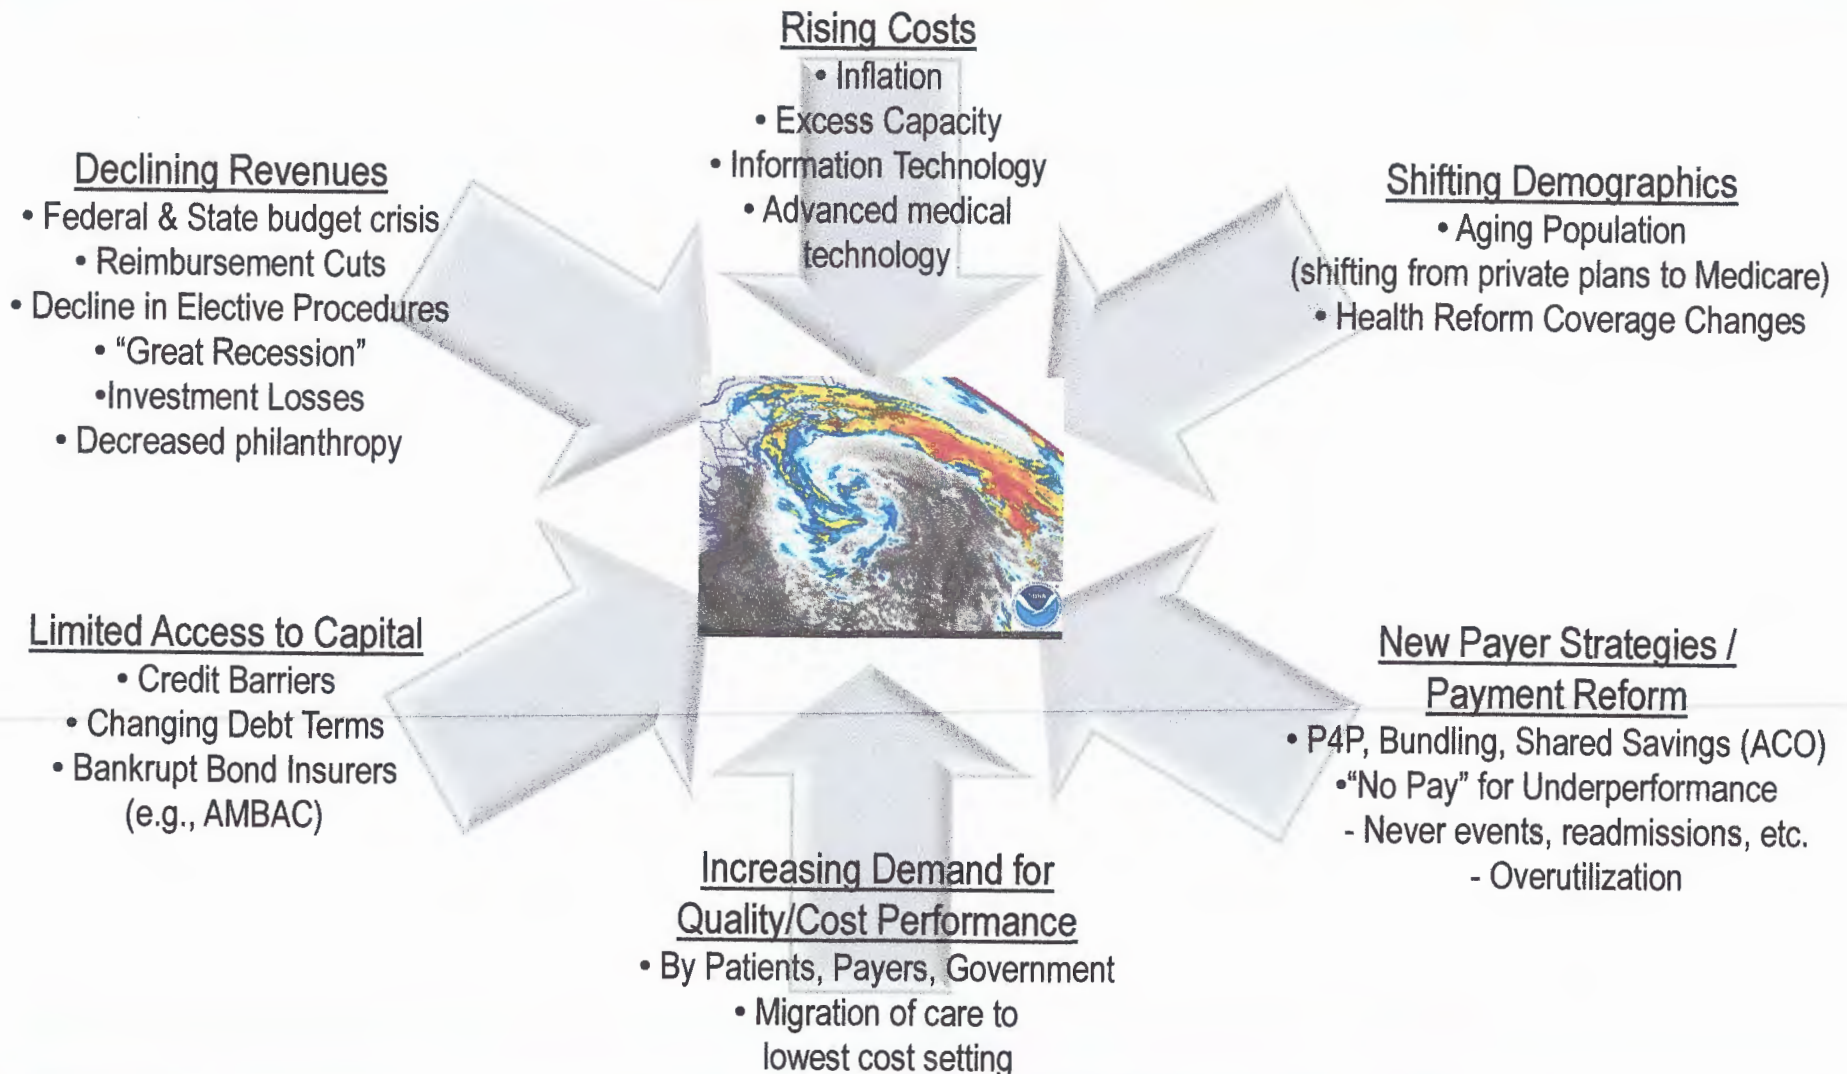 Rising Costs
• Inflation
• Excess Capacity
• Information Technology
• Advanced medical
technology
Declining Revenues
• Federal & State budget crisis
• Reimbursement Cuts
• Decline in Elective Procedures
• “Great Recession”
•Investment Losses
• Decreased philanthropy
Shifting Demographics
• Aging Population
(shifting from private plans to Medicare)
• Health Reform Coverage Changes
Limited Access to Capital
• Credit Barriers
• Changing Debt Terms
• Bankrupt Bond Insurers
(e.g., AMBAC)
New Payer Strategies /
Payment Reform
• P4P, Bundling, Shared Savings (ACO)
•“No Pay” for Underperformance
- Never events, readmissions, etc.
- Overutilization
Increasing Demand for
Quality/Cost Performance
• By Patients, Payers, Government
• Migration of care to
lowest cost setting